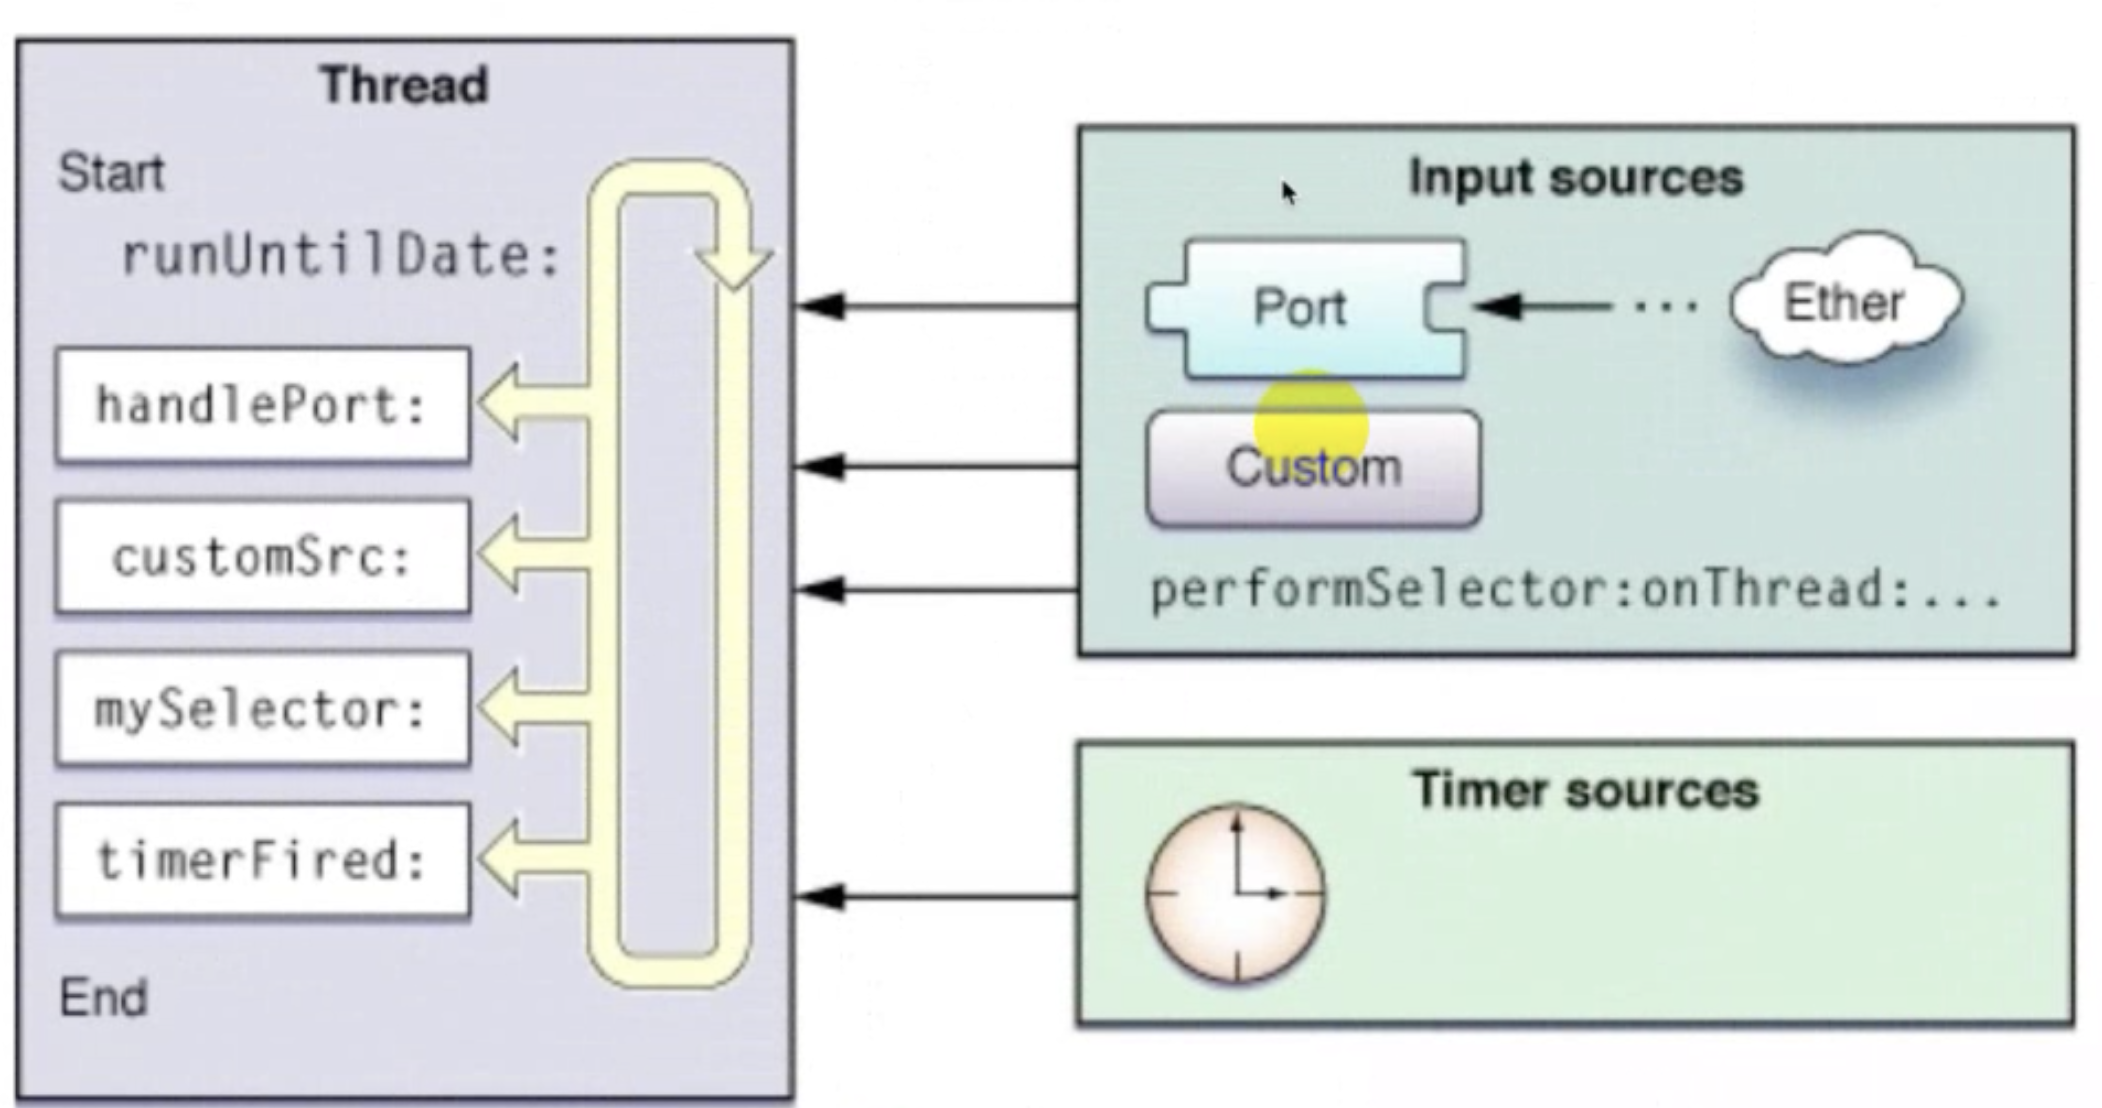 Thread
Start
runUntilDate:
handlePort:
customSrc:
mySelector:
timerFired:
End
Input sources
Port
...
Ether
Custom
performSelector:onThread:...
Timer sources